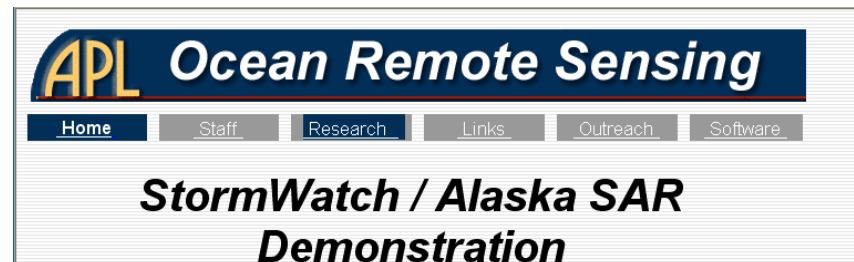 APL Ocean Remote Sensing
Home Staff Research Links Outreach Software
StormWatch / Alaska SAR
Demonstration